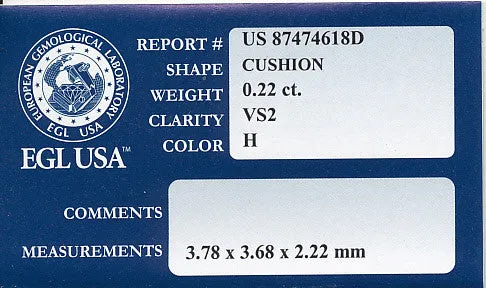 REPORT # US 87474618D
SHAPE CUSHION
WEIGHT 0.22 ct.
CLARITY VS2
COLOR H
EUROPEAN GEMOLOGICAL LABORATORY
EGL USA
EGL USA™
COMMENTS
MEASUREMENTS 3.78 x 3.68 x 2.22 mm